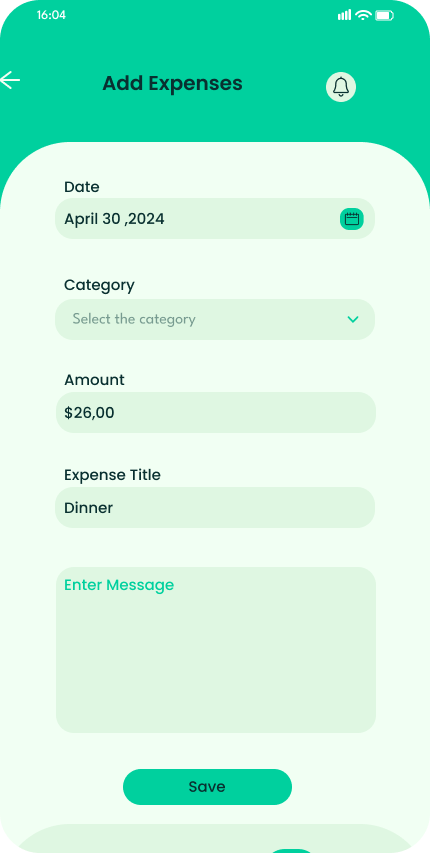 16:04
Add Expenses
Date
April 30 ,2024
Category
Select the category
Amount
$26,00
Expense Title
Dinner
Enter Message
Save